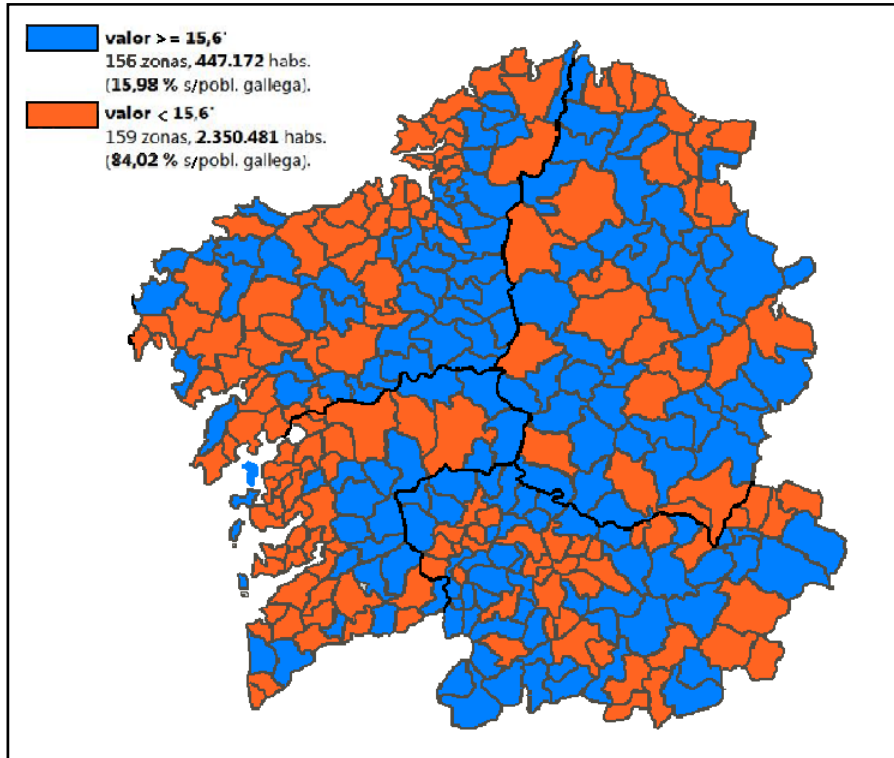 valor >= 15,6'
156 zonas, 447.172 habs.
(15,98 % s/pobl. gallega).
valor < 15,6'
159 zonas, 2.350.481 habs.
(84,02 % s/pobl. gallega).